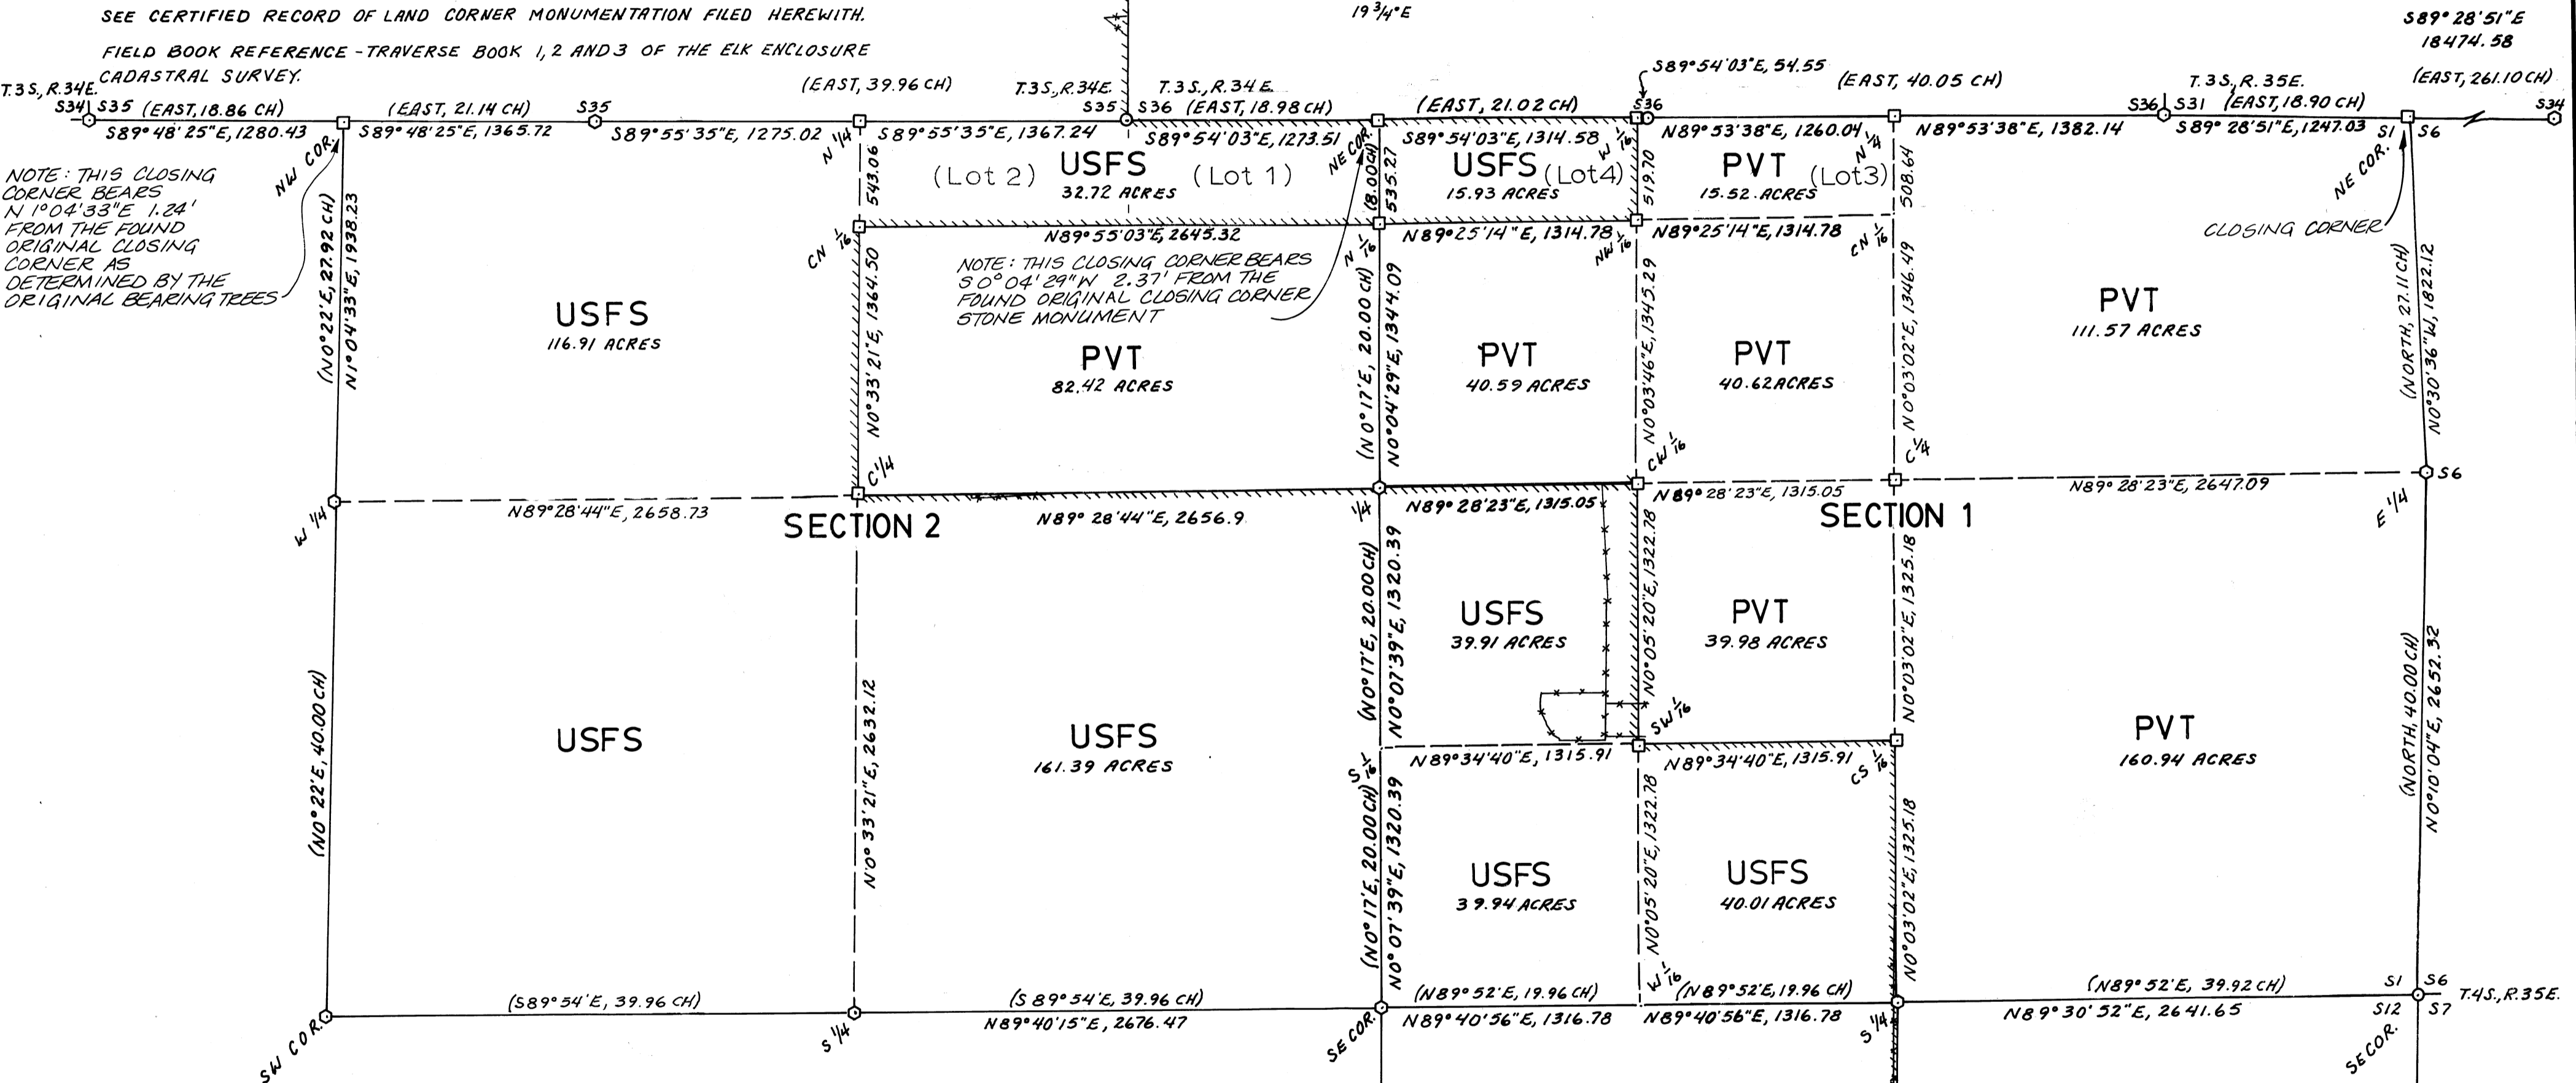 SEE CERTIFIED RECORD OF LAND CORNER MONUMENTATION FILED HEREWITH.
FIELD BOOK REFERENCE - TRAVERSE BOOK 1, 2 AND 3 OF THE ELK ENCLOSURE
CADASTRAL SURVEY.
19 3/4"E
S89°28'51"E
18474.58
(EAST, 261.10 CH)
T.3S., R.34E.
S34 S35
(EAST, 18.86 CH)
S89°48'25"E, 1280.43
(EAST, 21.14 CH)
S89°48'25"E, 1365.72
S35
(EAST, 39.96 CH)
S89°55'35"E, 1275.02
S89°55'35"E, 1367.24
T.3S., R.34E.
S35 S36
T.3S., R.34E.
(EAST, 18.98 CH)
S89°54'03"E, 1273.51
(EAST, 21.02 CH)
S89°54'03"E, 1314.58
S89°54'03"E, 54.55
S36
(EAST, 40.05 CH)
N89°53'38"E, 1260.04
N89°53'38"E, 1382.14
T.3S., R.35E.
S36 S31
(EAST, 18.90 CH)
S89°28'51"E, 1247.03
S1 S6
S34
NW COR.
N 1/4
NE COR.
W 1/16
N 1/4
NE COR.
CLOSING CORNER
NOTE: THIS CLOSING
CORNER BEARS
N 1°04'33"E 1.24'
FROM THE FOUND
ORIGINAL CLOSING
CORNER AS
DETERMINED BY THE
ORIGINAL BEARING TREES
(N0°22'E, 27.92 CH)
N1°04'33"E, 1938.23
USFS
116.91 ACRES
543.06
(Lot 2)
USFS
32.72 ACRES
(Lot 1)
(8.00 CH)
535.27
USFS
15.93 ACRES
(Lot4)
519.70
PVT
15.52 ACRES
(Lot3)
508.64
CN 1/16
N89°55'03"E, 2645.32
N 1/16
N89°25'14"E, 1314.78
NW 1/16
N89°25'14"E, 1314.78
CN 1/16
NOTE: THIS CLOSING CORNER BEARS
S 0°04'29"W 2.37' FROM THE
FOUND ORIGINAL CLOSING CORNER
STONE MONUMENT
N0°33'21"E, 1364.50
PVT
82.42 ACRES
(N0°17'E, 20.00 CH)
N0°04'29"E, 1344.09
PVT
40.59 ACRES
N0°03'46"E, 1345.29
PVT
40.62 ACRES
N0°03'02"E, 1346.49
PVT
111.57 ACRES
(NORTH, 27.11 CH)
N0°30'36"W, 1822.12
W 1/4
N89°28'44"E, 2658.73
C 1/4
N89°28'44"E, 2656.9
1/4
N89°28'23"E, 1315.05
CW 1/16
N89°28'23"E, 1315.05
C 1/4
N89°28'23"E, 2647.09
S6
E 1/4
SECTION 2
SECTION 1
(N0°22'E, 40.00 CH)
USFS
N0°33'21"E, 2632.12
USFS
161.39 ACRES
(N0°17'E, 20.00 CH)
N0°07'39"E, 1320.39
USFS
39.91 ACRES
N0°05'20"E, 1322.78
PVT
39.98 ACRES
N0°03'02"E, 1325.18
PVT
160.94 ACRES
(NORTH, 40.00 CH)
N0°10'04"E, 2652.32
S 1/16
N89°34'40"E, 1315.91
SW 1/16
N89°34'40"E, 1315.91
CS 1/16
(N0°17'E, 20.00 CH)
N0°07'39"E, 1320.39
USFS
39.94 ACRES
N0°05'20"E, 1322.78
USFS
40.01 ACRES
N0°03'02"E, 1325.18
SW COR.
(S89°54'E, 39.96 CH)
S 1/4
(S89°54'E, 39.96 CH)
N89°40'15"E, 2676.47
SE COR.
(N89°52'E, 19.96 CH)
N89°40'56"E, 1316.78
W 1/16
(N89°52'E, 19.96 CH)
N89°40'56"E, 1316.78
S 1/4
(N89°52'E, 39.92 CH)
N89°30'52"E, 2641.65
S1 S6
S12 S7
T.4S., R.35E.
SE COR.